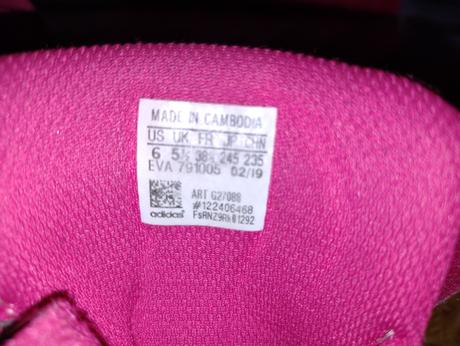 MADE IN CAMBODIA
US UK FR JP CHN
6 5½ 38⅔ 245 235
EVA 791005 02/19
ART G27088
#122406468
adidas